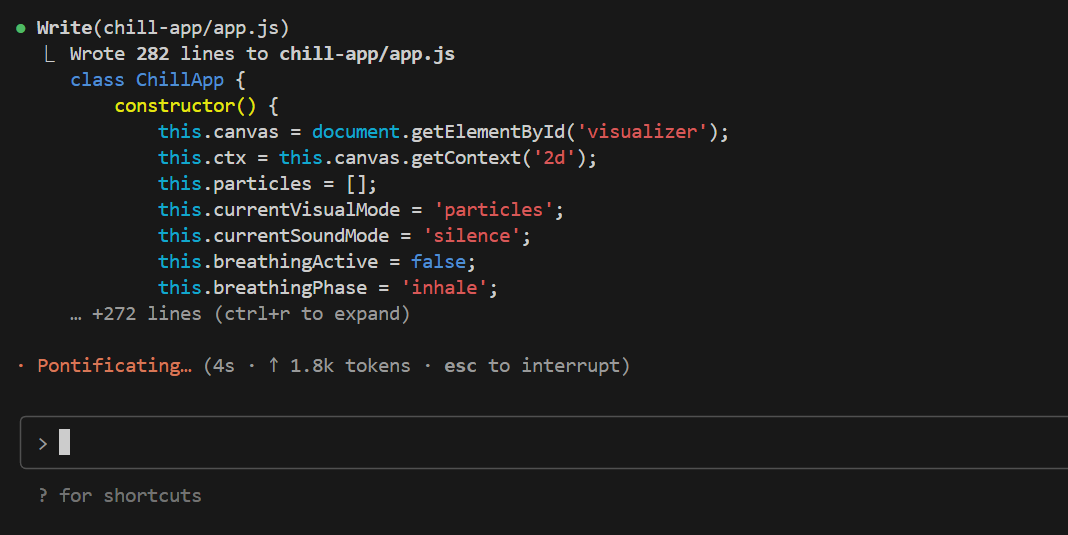 ● Write(chill-app/app.js)
⎿ Wrote 282 lines to chill-app/app.js
class ChillApp {
constructor() {
this.canvas = document.getElementById('visualizer');
this.ctx = this.canvas.getContext('2d');
this.particles = [];
this.currentVisualMode = 'particles';
this.currentSoundMode = 'silence';
this.breathingActive = false;
this.breathingPhase = 'inhale';
… +272 lines (ctrl+r to expand)
· Pontificating… (4s · ↑ 1.8k tokens · esc to interrupt)
>
? for shortcuts